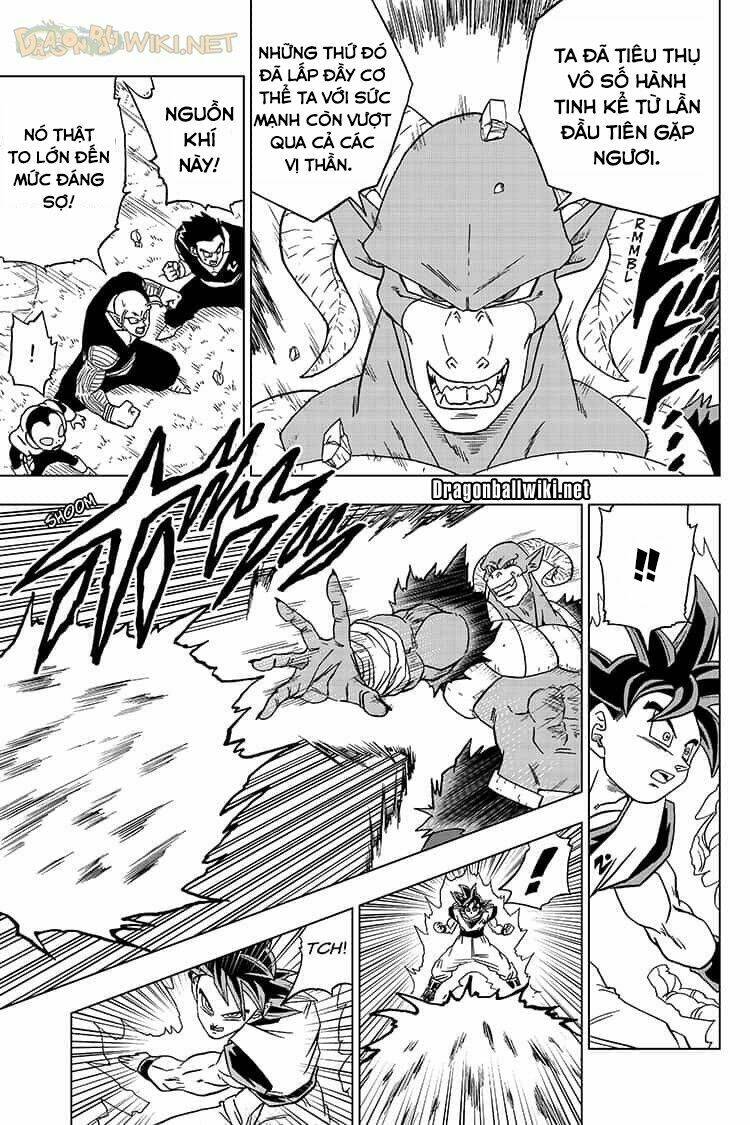 DRAGONBALLWIKI.NET
TA ĐÃ TIÊU THỤ
VÔ SỐ HÀNH
TINH KỂ TỪ LẦN
ĐẦU TIÊN GẶP
NGƯƠI.
NHỮNG THỨ ĐÓ
ĐÃ LẤP ĐẦY CƠ
THỂ TA VỚI SỨC
MẠNH CÒN VƯỢT
QUA CẢ CÁC
VỊ THẦN.
RMMBL
NGUỒN
KHÍ
NÀY!
NÓ THẬT
TO LỚN ĐẾN
MỨC ĐÁNG
SỢ!
!
Dragonballwiki.net
!!
SHOOM
!
TCH!